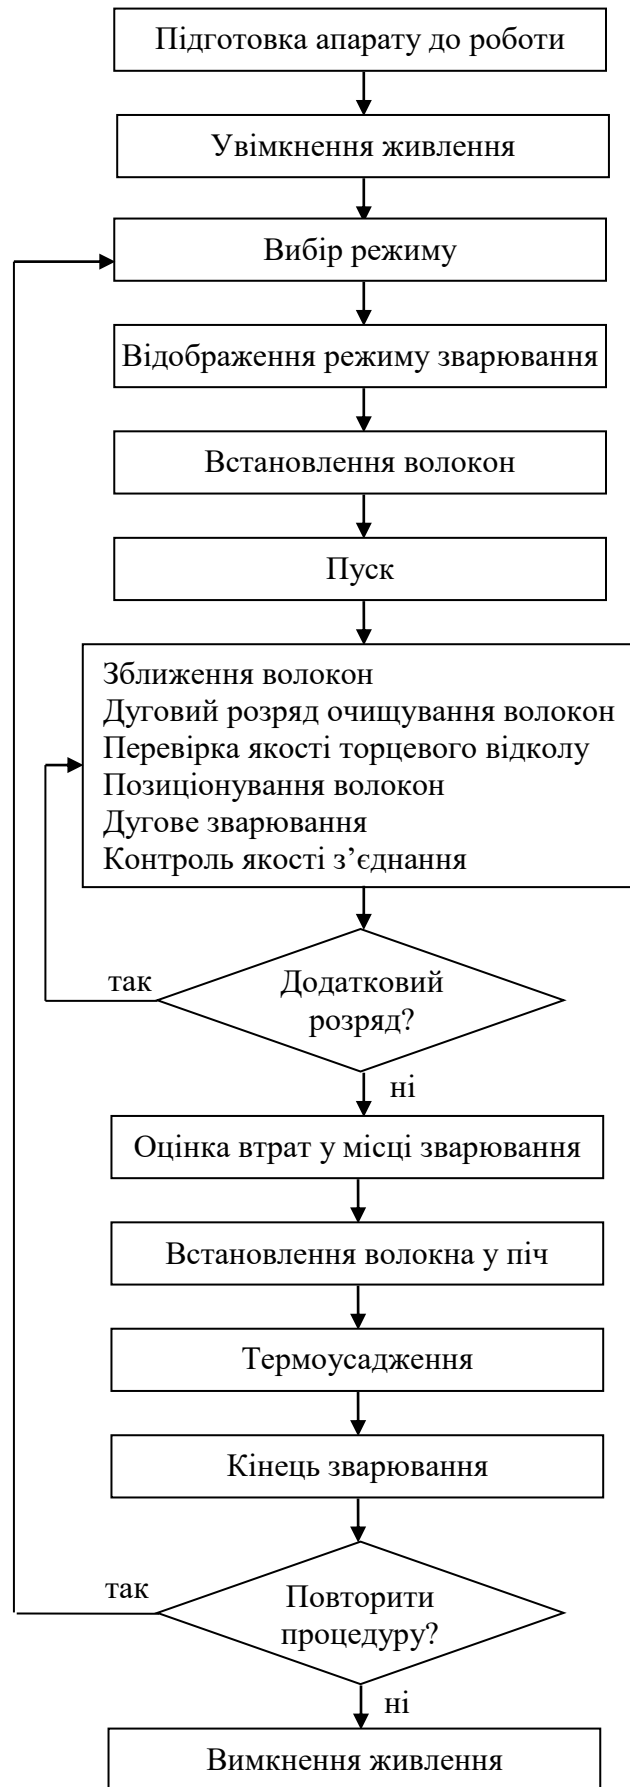 Підготовка апарату до роботи
Увімкнення живлення
Вибір режиму
Відображення режиму зварювання
Встановлення волокон
Пуск
Зближення волокон
Дуговий розряд очищування волокон
Перевірка якості торцевого відколу
Позиціонування волокон
Дугове зварювання
Контроль якості з’єднання
так
Додатковий
розряд?
ні
Оцінка втрат у місці зварювання
Встановлення волокна у піч
Термоусадження
Кінець зварювання
так
Повторити
процедуру?
ні
Вимкнення живлення